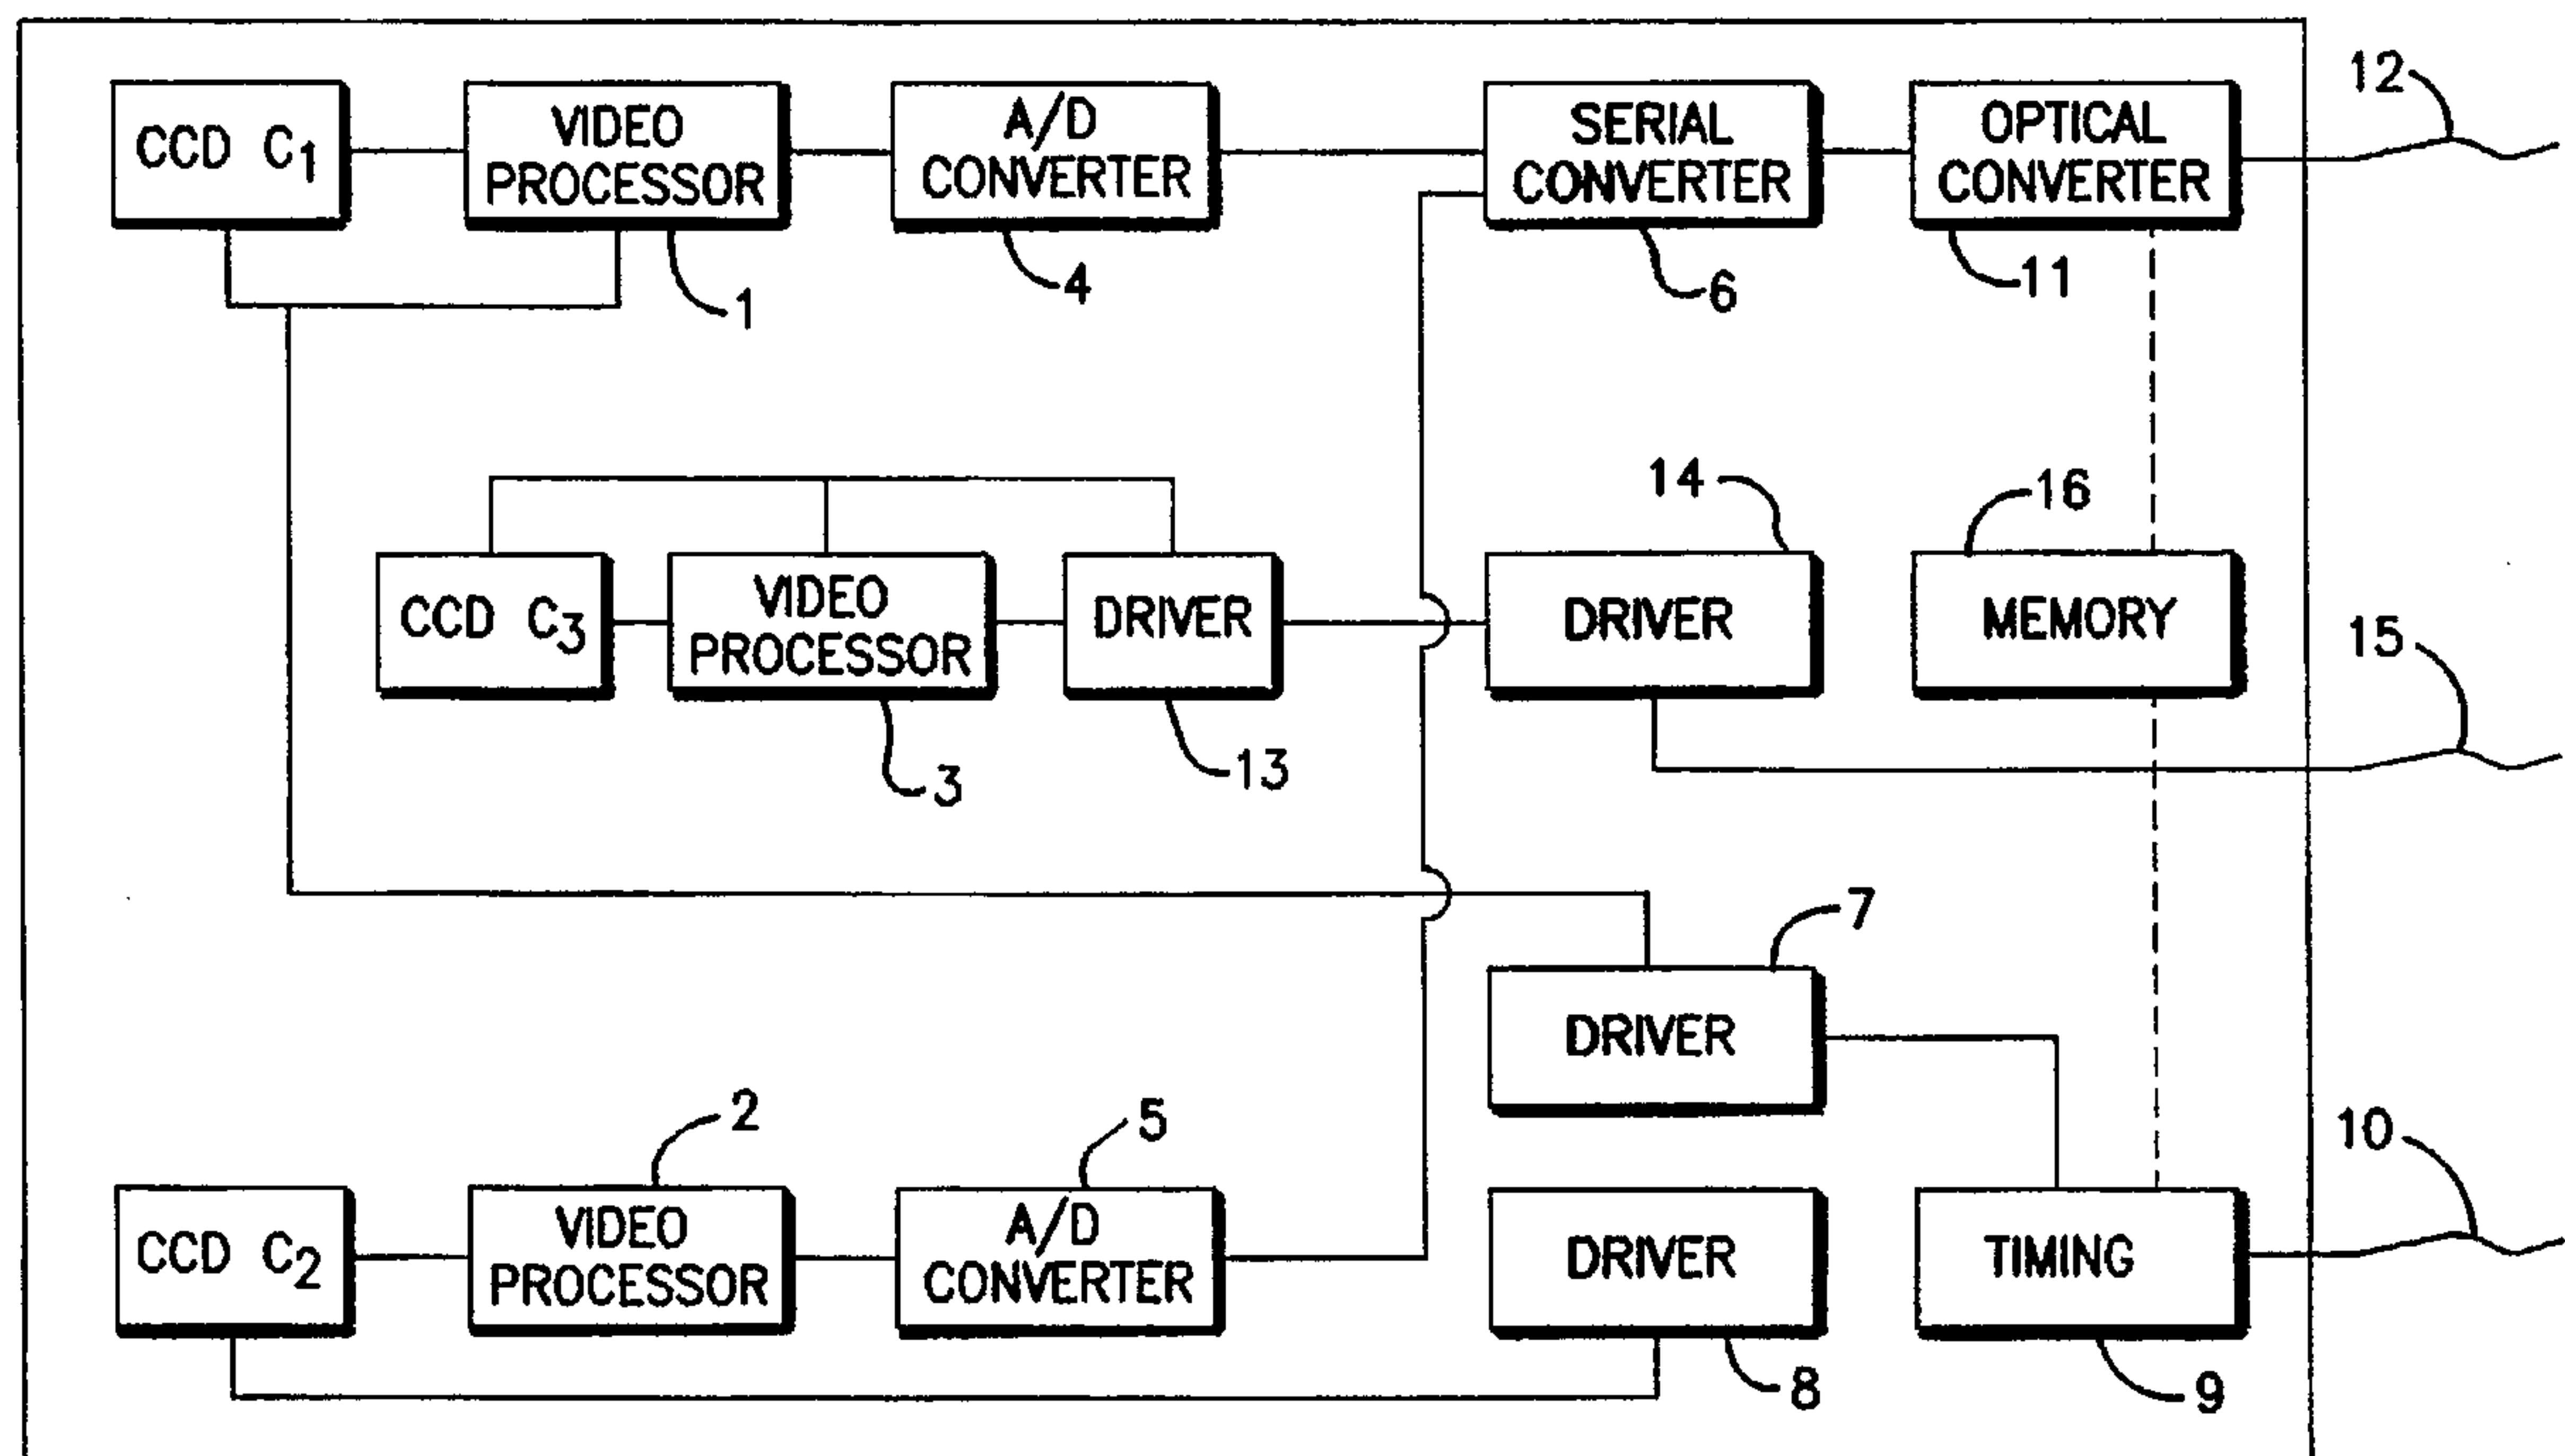 CCD C1
VIDEO
PROCESSOR
1
A/D
CONVERTER
4
SERIAL
CONVERTER
6
OPTICAL
CONVERTER
11
12
CCD C3
VIDEO
PROCESSOR
3
DRIVER
13
DRIVER
14
MEMORY
16
15
DRIVER
7
CCD C2
VIDEO
PROCESSOR
2
A/D
CONVERTER
5
DRIVER
8
TIMING
9
10